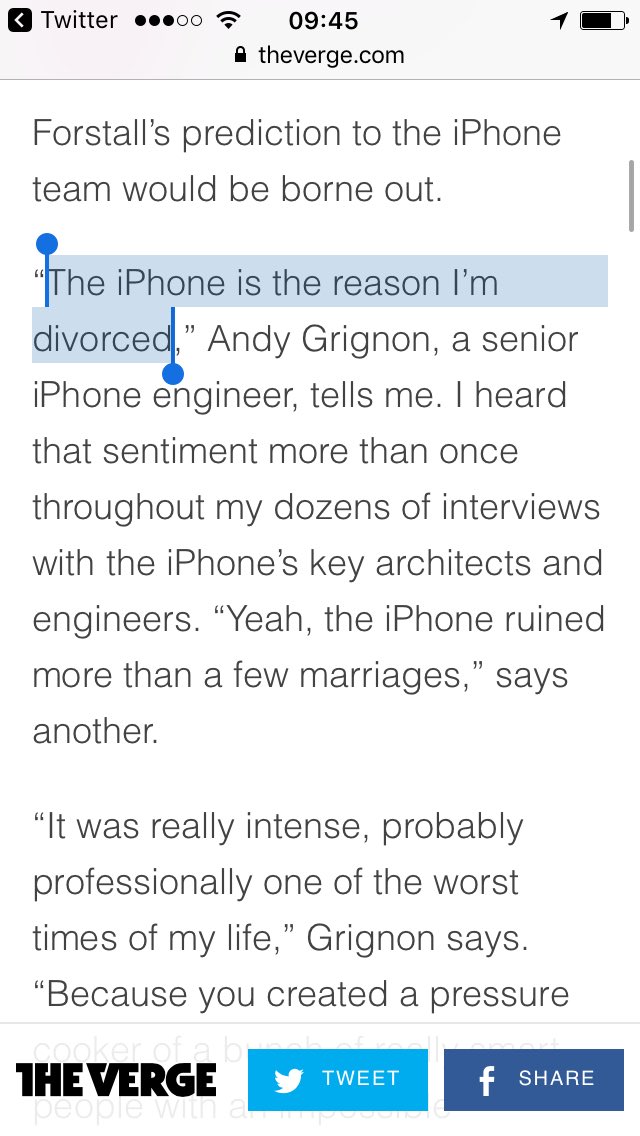 Twitter 09:45
theverge.com
Forstall’s prediction to the iPhone
team would be borne out.
“The iPhone is the reason I’m
divorced,” Andy Grignon, a senior
iPhone engineer, tells me. I heard
that sentiment more than once
throughout my dozens of interviews
with the iPhone’s key architects and
engineers. “Yeah, the iPhone ruined
more than a few marriages,” says
another.
“It was really intense, probably
professionally one of the worst
times of my life,” Grignon says.
“Because you created a pressure
cooker of a bunch of really smart
people with an impossible
THE VERGE TWEET f SHARE